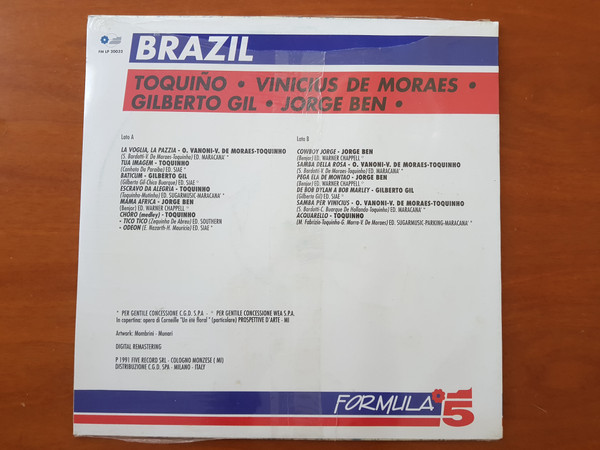 FM LP 20033
BRAZIL
TOQUIÑO • VINICIUS DE MORAES •
GILBERTO GIL • JORGE BEN •
Lato A
LA VOGLIA, LA PAZZIA - O. VANONI-V. DE MORAES-TOQUINHO
(S. Bardotti-V. De Moraes-Toquinho) ED. MARACANA' *
TUA IMAGEM - TOQUINHO
(Canhoto Da Paraiba) ED. SIAE *
BATICUM - GILBERTO GIL
(Gilberto Gil-Chico Buarque) ED. SIAE
ESCRAVO DA ALEGRIA - TOQUINHO
(Toquinho-Mutinho) ED. SUGARMUSIC-MARACANA' *
MAMA AFRICA - JORGE BEN
(Benjor) ED. WARNER CHAPPELL
CHORO (medley) - TOQUINHO
• TICO TICO (Zequinha De Abreu) ED. SOUTHERN
• ODEON (E. Nazareth-H. Mauricio) ED. SIAE *
Lato B
COWBOY JORGE - JORGE BEN
(Benjor) ED. WARNER CHAPPELL
SAMBA DELLA ROSA - O. VANONI-V. DE MORAES-TOQUINHO
(S. Bardotti-V. De Moraes-Toquinho) ED. MARACANA' *
PEGA ELA DE MONTAO - JORGE BEN
(Benjor) ED. WARNER CHAPPELL
DE BOB DYLAN A BOB MARLEY - GILBERTO GIL
(Gilberto Gil) ED. SIAE
SAMBA PER VINICIUS - O. VANONI-V. DE MORAES-TOQUINHO
(S. Bardotti-C. Buarque De Hollanda-Toquinho) ED. MARACANA' *
ACQUARELLO - TOQUINHO
(M. Fabrizio-Toquinho-G. Morra-V. De Moraes) ED. SUGARMUSIC-PARKING-MARACANA' *
* PER GENTILE CONCESSIONE C.G.D. S.P.A - ° PER GENTILE CONCESSIONE WEA S.P.A.
In copertina: opera di Corneille "Un été floral" (particolare) PROSPETTIVE D'ARTE - MI
Artwork: Mambrini - Munari
DIGITAL REMASTERING
P 1991 FIVE RECORD SRL - COLOGNO MONZESE (MI)
DISTRIBUZIONE C.G.D. SPA - MILANO - ITALY
FORMULA 5